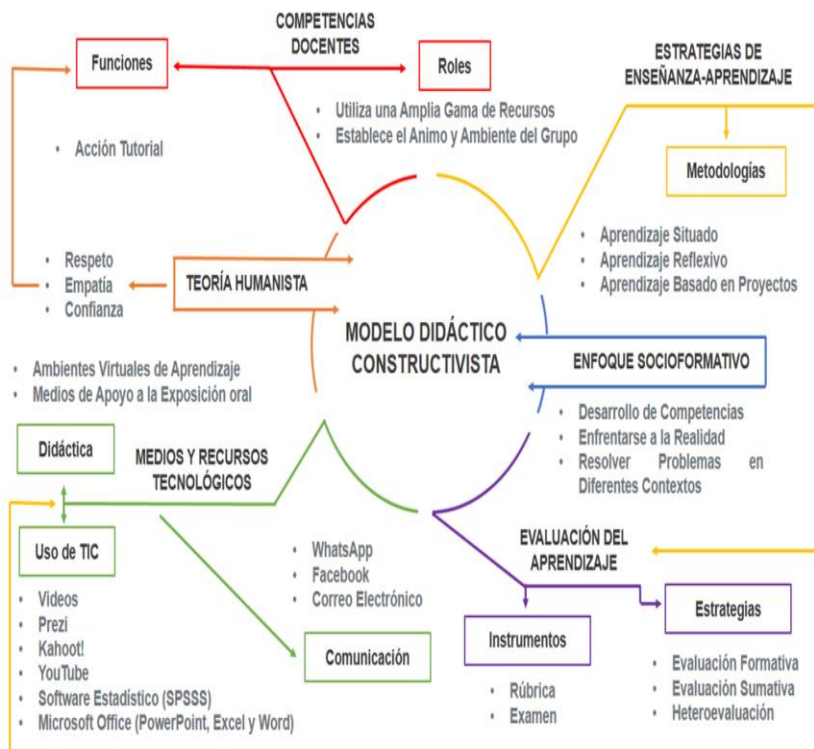 COMPETENCIAS
DOCENTES
Funciones
Roles
• Utiliza una Amplia Gama de Recursos
• Establece el Animo y Ambiente del Grupo
• Acción Tutorial
ESTRATEGIAS DE
ENSEÑANZA-APRENDIZAJE
Metodologías
• Aprendizaje Situado
• Aprendizaje Reflexivo
• Aprendizaje Basado en Proyectos
• Respeto
• Empatía
• Confianza
TEORÍA HUMANISTA
MODELO DIDÁCTICO
CONSTRUCTIVISTA
ENFOQUE SOCIOFORMATIVO
• Desarrollo de Competencias
• Enfrentarse a la Realidad
• Resolver Problemas en
Diferentes Contextos
• Ambientes Virtuales de Aprendizaje
• Medios de Apoyo a la Exposición oral
Didáctica
MEDIOS Y RECURSOS
TECNOLÓGICOS
Uso de TIC
• Videos
• Prezi
• Kahoot!
• YouTube
• Software Estadístico (SPSSS)
• Microsoft Office (PowerPoint, Excel y Word)
• WhatsApp
• Facebook
• Correo Electrónico
Comunicación
EVALUACIÓN DEL
APRENDIZAJE
Instrumentos
• Rúbrica
• Examen
Estrategias
• Evaluación Formativa
• Evaluación Sumativa
• Heteroevaluación